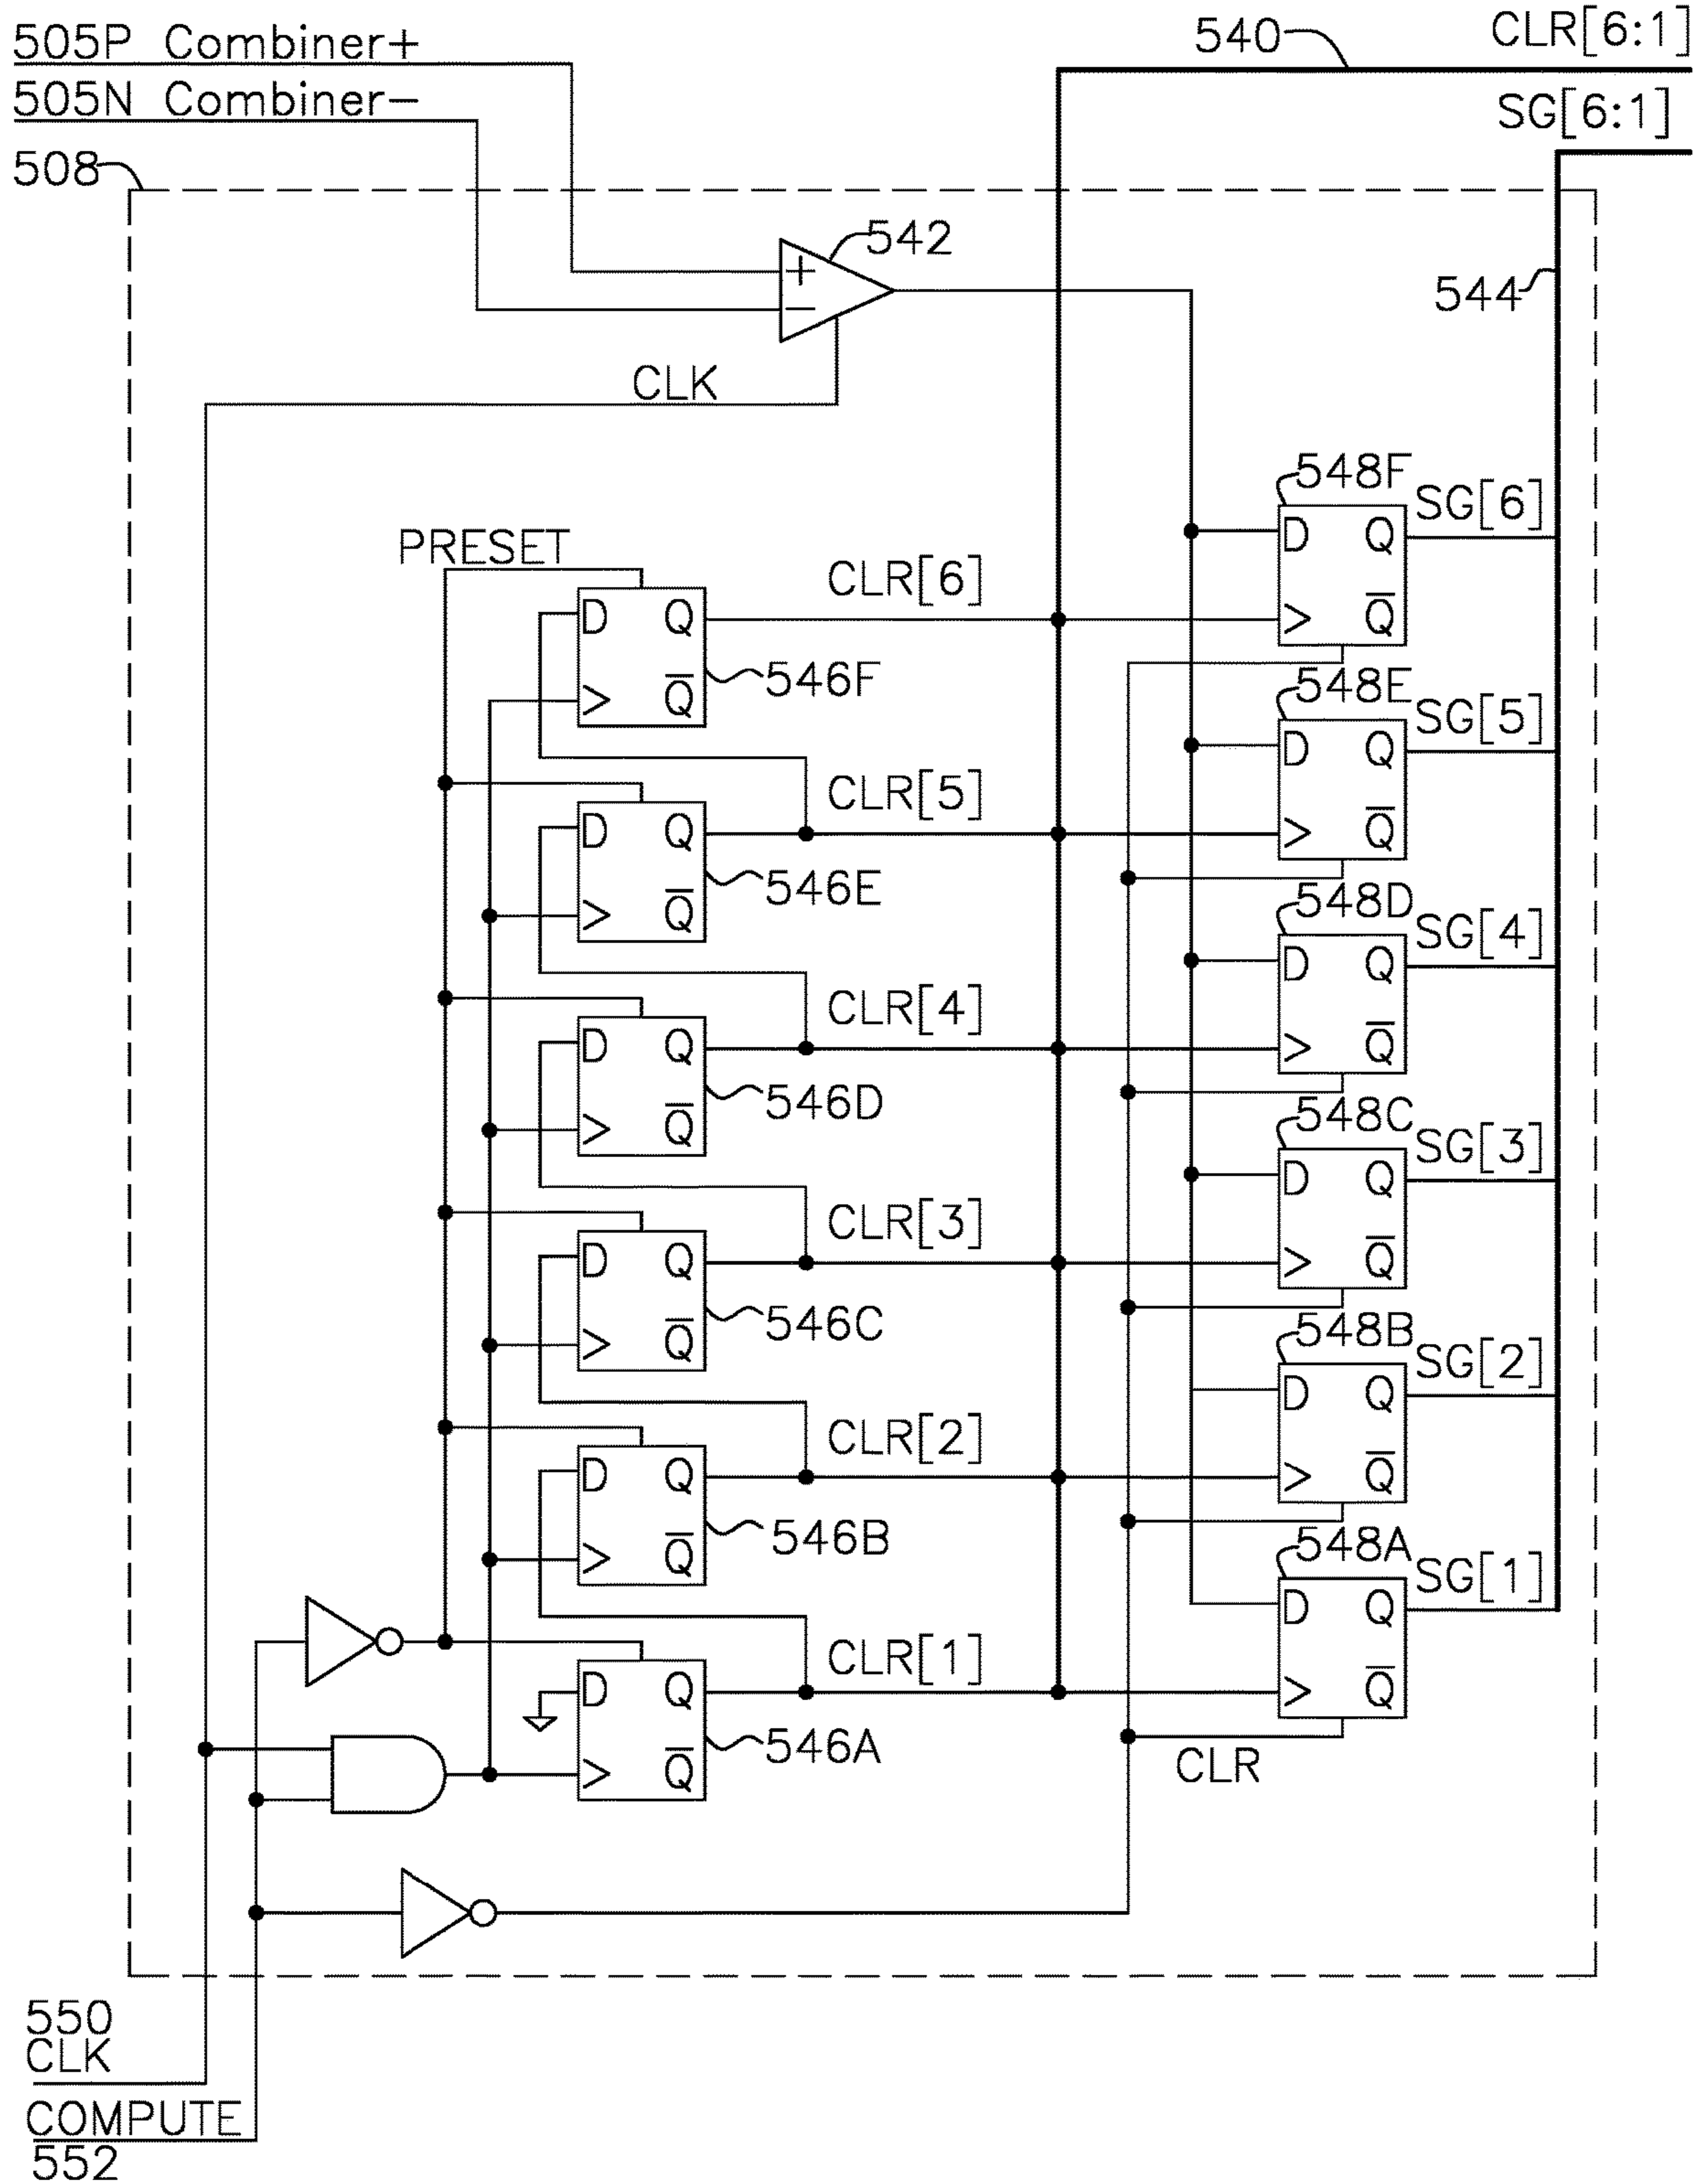 505P Combiner+
505N Combiner-
508
540
CLR[6:1]
SG[6:1]
542
+
-
544
CLK
PRESET
548F
D Q
Q̅
SG[6]
D Q
Q̅
CLR[6]
546F
548E
D Q
Q̅
SG[5]
D Q
Q̅
CLR[5]
546E
548D
D Q
Q̅
SG[4]
D Q
Q̅
CLR[4]
546D
548C
D Q
Q̅
SG[3]
D Q
Q̅
CLR[3]
546C
548B
D Q
Q̅
SG[2]
D Q
Q̅
CLR[2]
546B
548A
D Q
Q̅
SG[1]
D Q
Q̅
CLR[1]
546A
CLR
550
CLK
COMPUTE
552